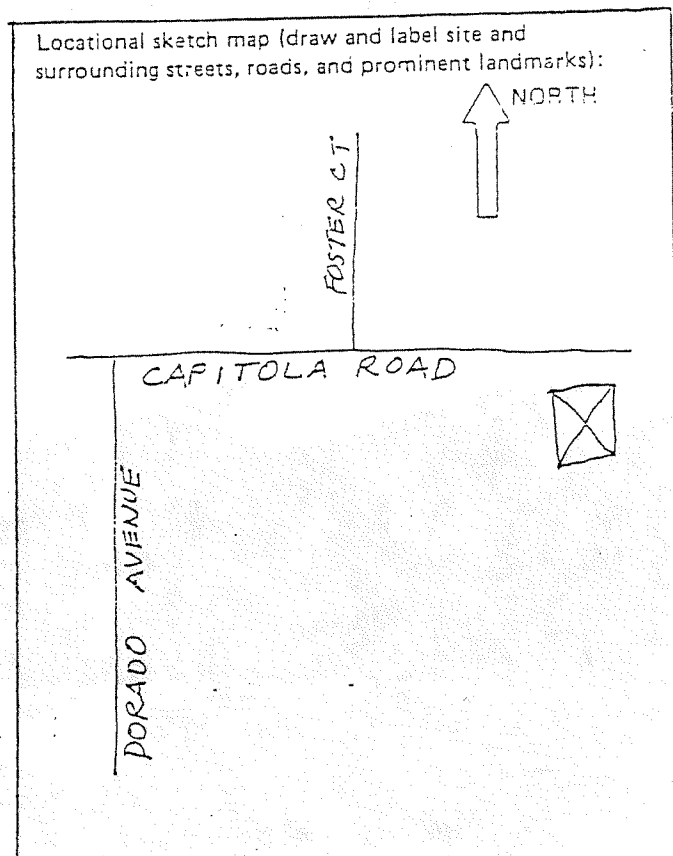 Locational sketch map (draw and label site and
surrounding streets, roads, and prominent landmarks):
NORTH
FOSTER CT
CAPITOLA ROAD
DORADO AVENUE